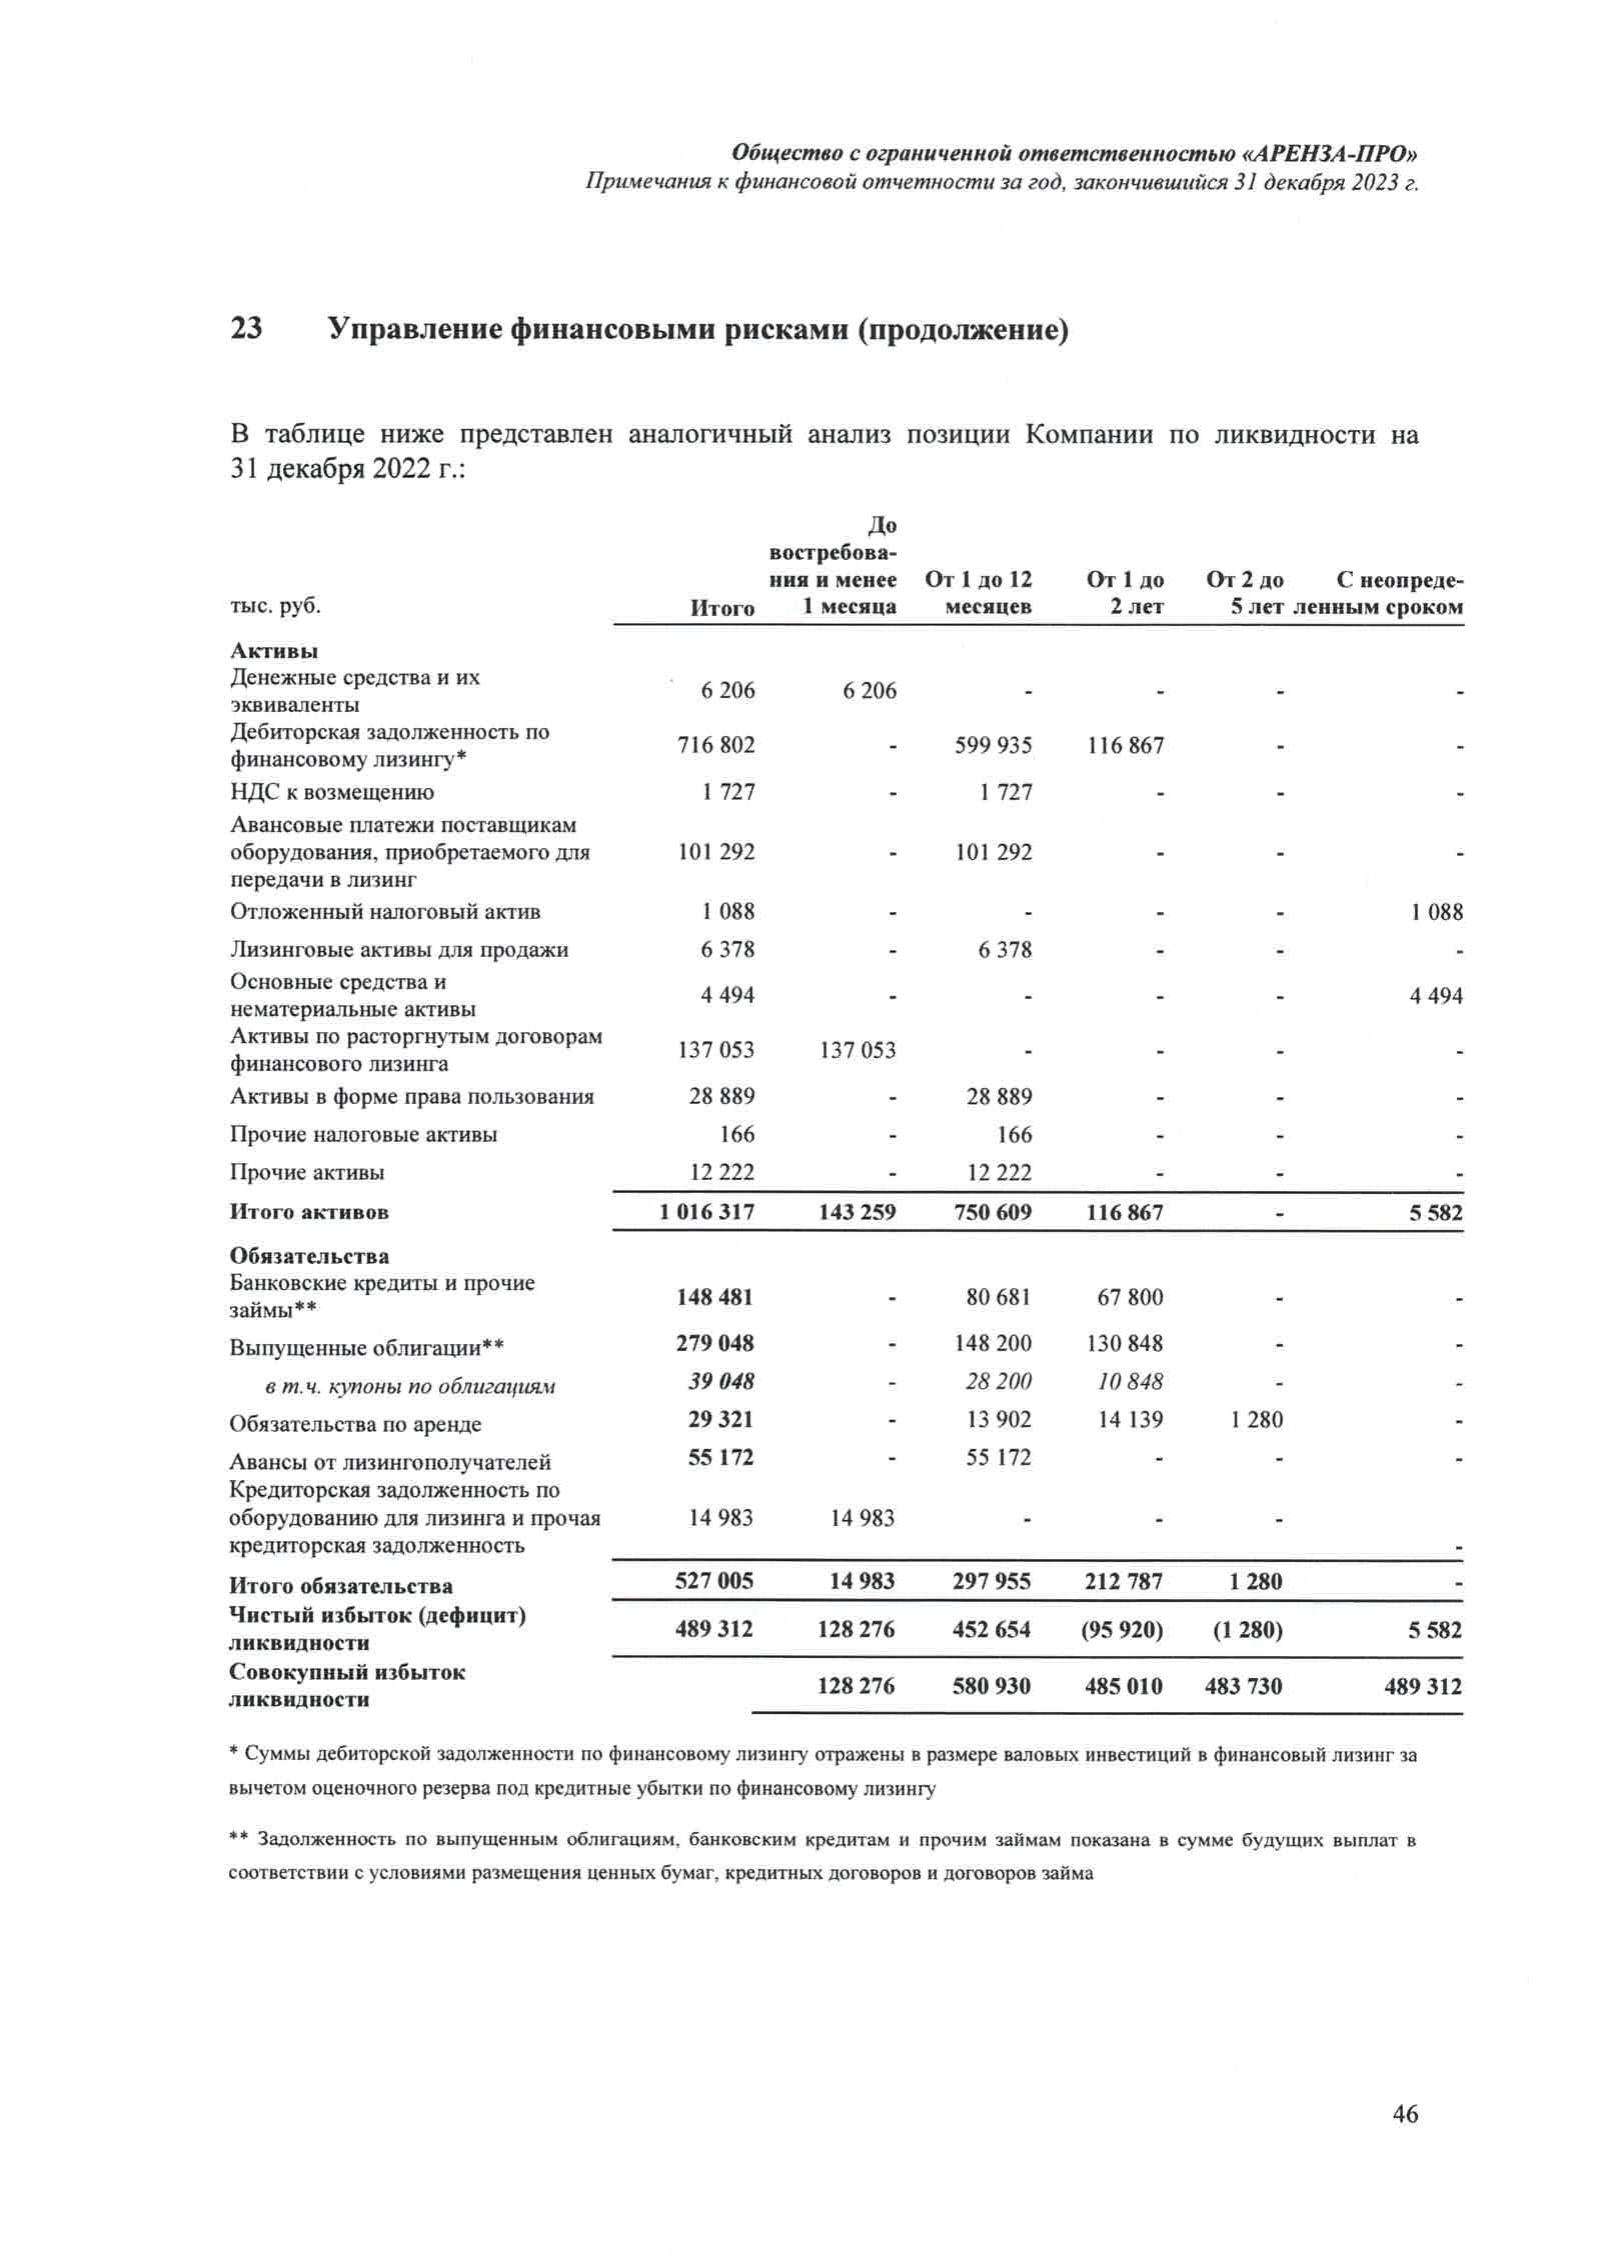 Общество с ограниченной ответственностью «АРЕНЗА-ПРО»
Примечания к финансовой отчетности за год, закончившийся 31 декабря 2023 г.
23 Управление финансовыми рисками (продолжение)
В таблице ниже представлен аналогичный анализ позиции Компании по ликвидности на
31 декабря 2022 г.:
До
востребова-
ния и менее От 1 до 12 От 1 до От 2 до С неопреде-
тыс. руб. Итого 1 месяца месяцев 2 лет 5 лет ленным сроком
Активы
Денежные средства и их
эквиваленты 6 206 6 206 - - - -
Дебиторская задолженность по
финансовому лизингу* 716 802 - 599 935 116 867 - -
НДС к возмещению 1 727 - 1 727 - - -
Авансовые платежи поставщикам
оборудования, приобретаемого для 101 292 - 101 292 - - -
передачи в лизинг
Отложенный налоговый актив 1 088 - - - - 1 088
Лизинговые активы для продажи 6 378 - 6 378 - - -
Основные средства и
нематериальные активы 4 494 - - - - 4 494
Активы по расторгнутым договорам
финансового лизинга 137 053 137 053 - - - -
Активы в форме права пользования 28 889 - 28 889 - - -
Прочие налоговые активы 166 - 166 - - -
Прочие активы 12 222 - 12 222 - - -
Итого активов 1 016 317 143 259 750 609 116 867 - 5 582
Обязательства
Банковские кредиты и прочие
займы** 148 481 - 80 681 67 800 - -
Выпущенные облигации** 279 048 - 148 200 130 848 - -
в т.ч. купоны по облигациям 39 048 - 28 200 10 848 - -
Обязательства по аренде 29 321 - 13 902 14 139 1 280 -
Авансы от лизингополучателей 55 172 - 55 172 - - -
Кредиторская задолженность по
оборудованию для лизинга и прочая 14 983 14 983 - - -
кредиторская задолженность -
Итого обязательства 527 005 14 983 297 955 212 787 1 280 -
Чистый избыток (дефицит)
ликвидности 489 312 128 276 452 654 (95 920) (1 280) 5 582
Совокупный избыток
ликвидности 128 276 580 930 485 010 483 730 489 312
* Суммы дебиторской задолженности по финансовому лизингу отражены в размере валовых инвестиций в финансовый лизинг за
вычетом оценочного резерва под кредитные убытки по финансовому лизингу
** Задолженность по выпущенным облигациям, банковским кредитам и прочим займам показана в сумме будущих выплат в
соответствии с условиями размещения ценных бумаг, кредитных договоров и договоров займа
46